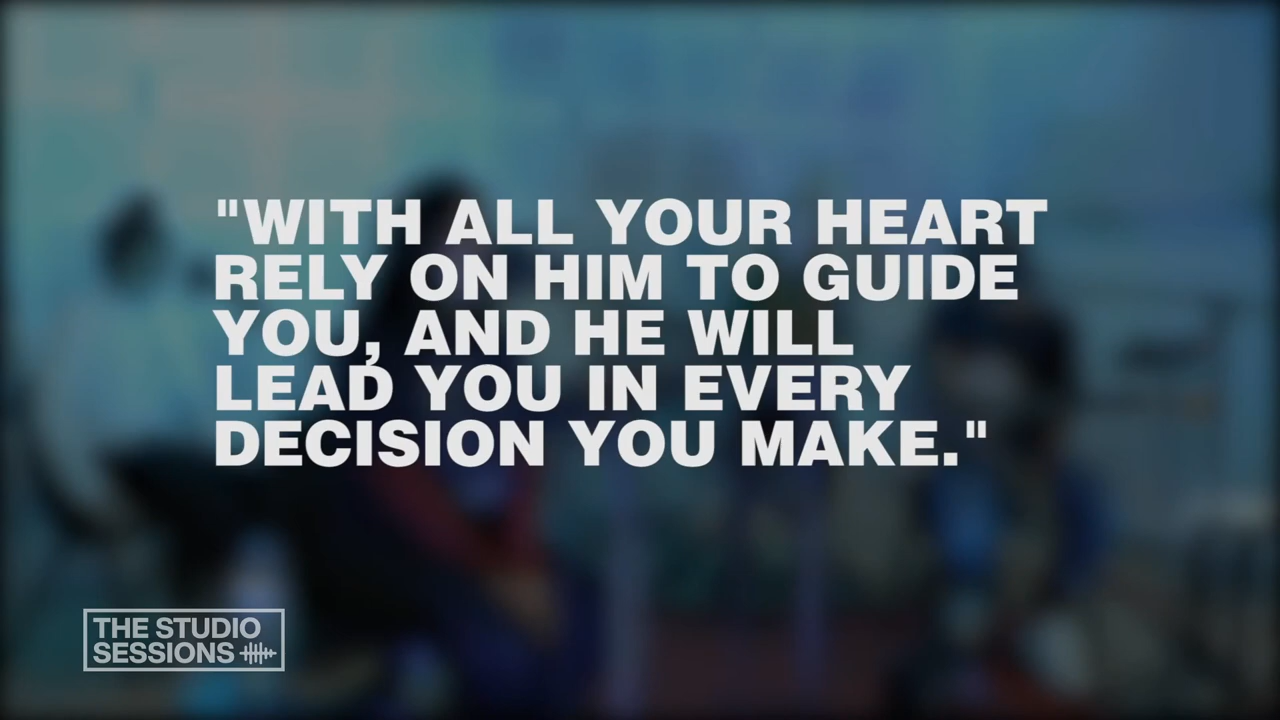 "WITH ALL YOUR HEART
RELY ON HIM TO GUIDE
YOU, AND HE WILL
LEAD YOU IN EVERY
DECISION YOU MAKE."
THE STUDIO
SESSIONS